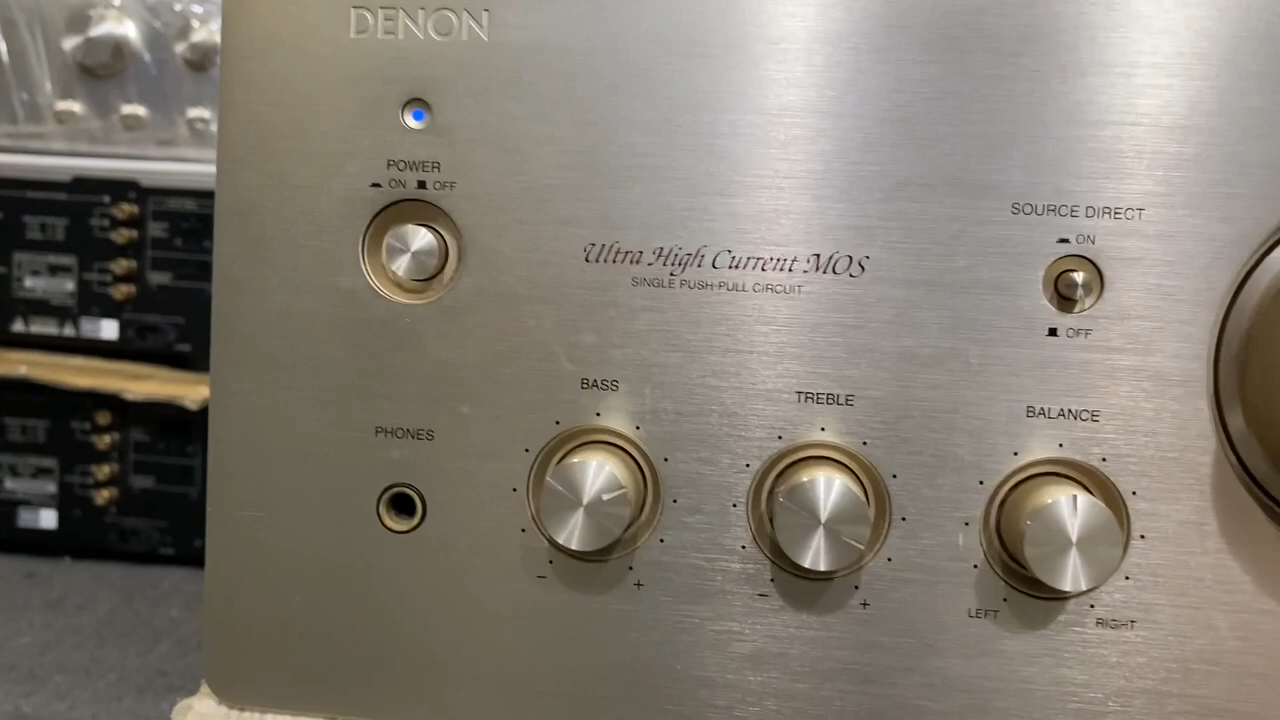 DENON
POWER
ON OFF
SOURCE DIRECT
ON
Ultra High Current MOS
SINGLE PUSH-PULL CIRCUIT
OFF
BASS
TREBLE
BALANCE
PHONES
− +
− +
LEFT RIGHT